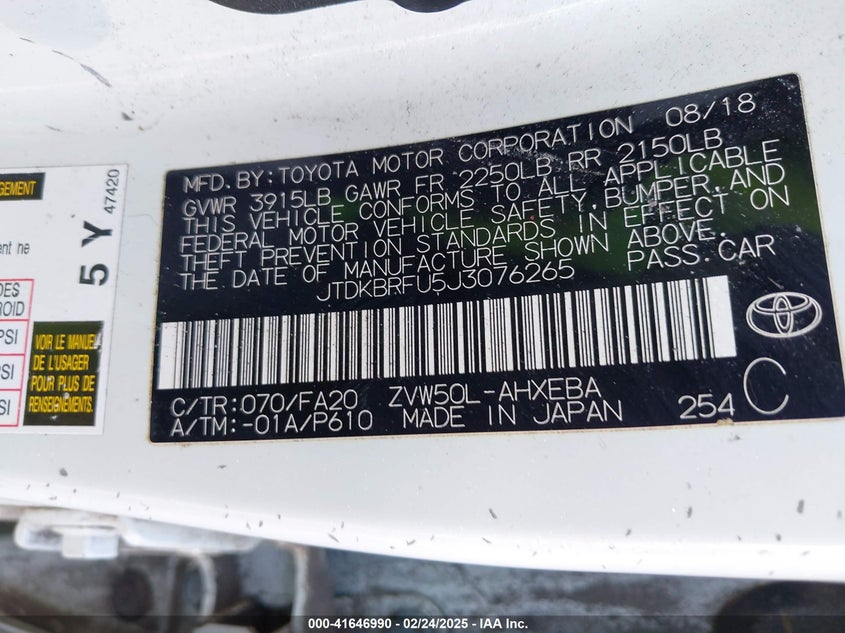 MFD. BY: TOYOTA MOTOR CORPORATION 08/18
GVWR 3915LB GAWR FR 2250LB RR 2150LB
THIS VEHICLE CONFORMS TO ALL APPLICABLE
FEDERAL MOTOR VEHICLE SAFETY, BUMPER, AND
THEFT PREVENTION STANDARDS IN EFFECT ON
THE DATE OF MANUFACTURE SHOWN ABOVE.
JTDKBRFU5J3076265 PASS. CAR
C/TR: 070/FA20 ZVW50L-AHXEBA
A/TM: -01A/P610 MADE IN JAPAN 254 C
5 Y 47420
VOIR LE MANUEL
DE L'USAGER
POUR PLUS DE
RENSEIGNEMENTS.
PSI
PSI
PSI
000-41646990 / 02/24/2025 - IAA Inc.